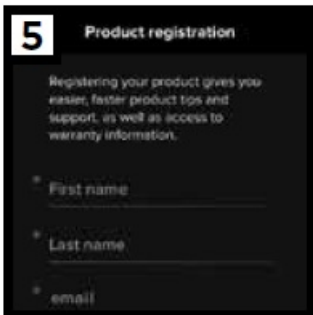 5
Product registration
Registering your product gives you
easier, faster product tips and
support, as well as access to
warranty information.
* First name
* Last name
* email